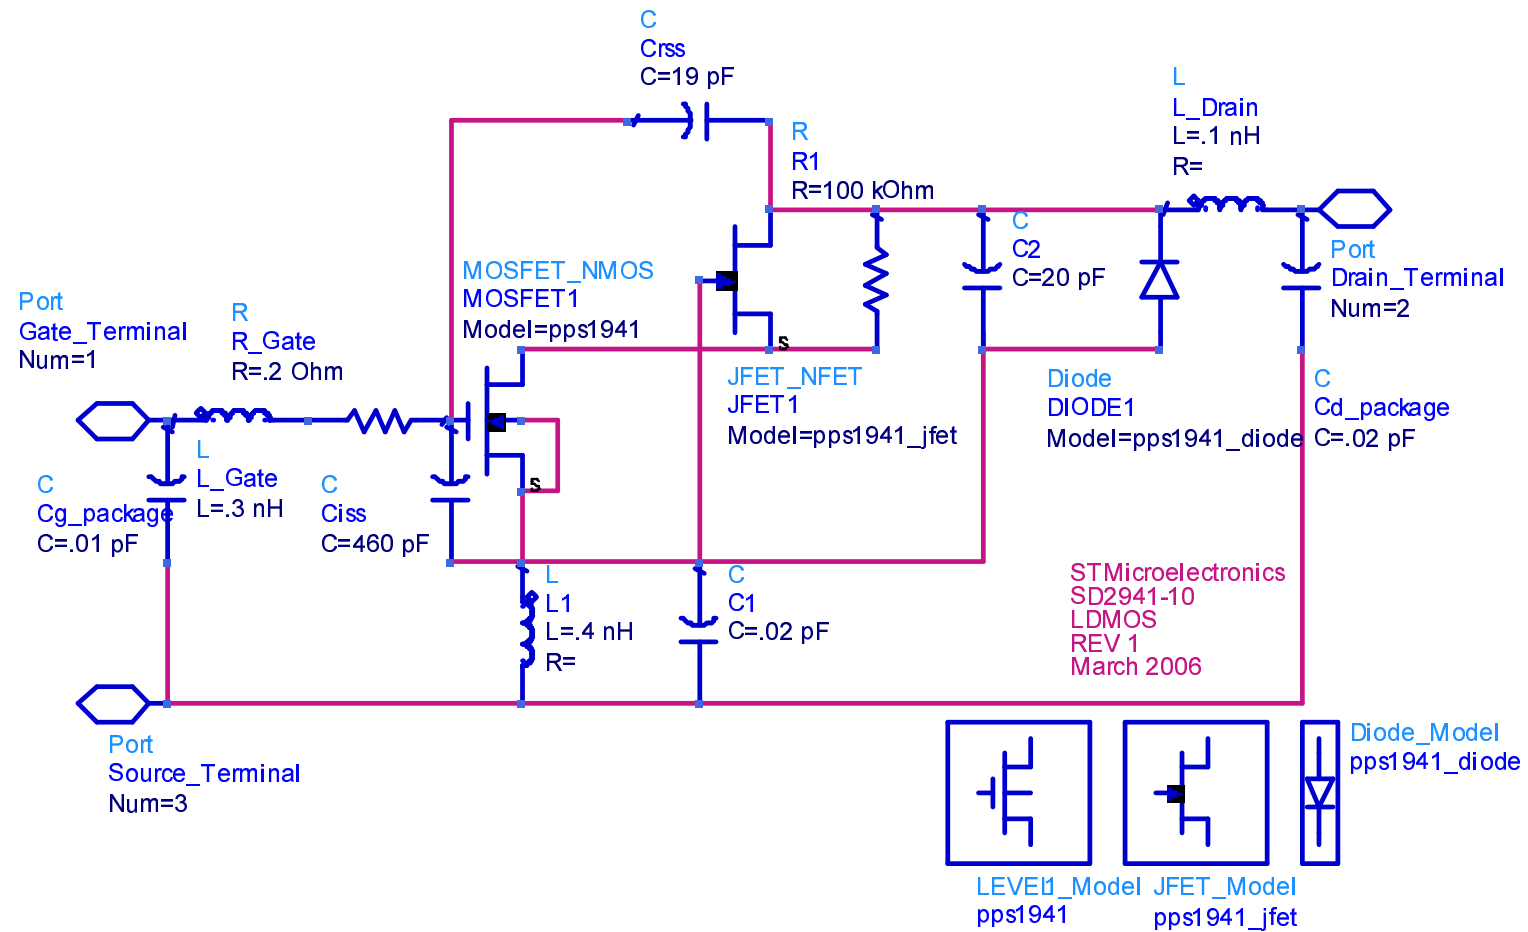 C
Crss
C=19 pF
L
L_Drain
L=.1 nH
R=
R
R1
R=100 kOhm
C
C2
C=20 pF
Port
Drain_Terminal
Num=2
MOSFET_NMOS
MOSFET1
Model=pps1941
Port
Gate_Terminal
Num=1
R
R_Gate
R=.2 Ohm
S
JFET_NFET
JFET1
Model=pps1941_jfet
Diode
DIODE1
Model=pps1941_diode
C
Cd_package
C=.02 pF
L
L_Gate
L=.3 nH
C
Cg_package
C=.01 pF
C
Ciss
C=460 pF
S
L
L1
L=.4 nH
R=
C
C1
C=.02 pF
STMicroelectronics
SD2941-10
LDMOS
REV 1
March 2006
Port
Source_Terminal
Num=3
LEVEL1_Model
pps1941
JFET_Model
pps1941_jfet
Diode_Model
pps1941_diode